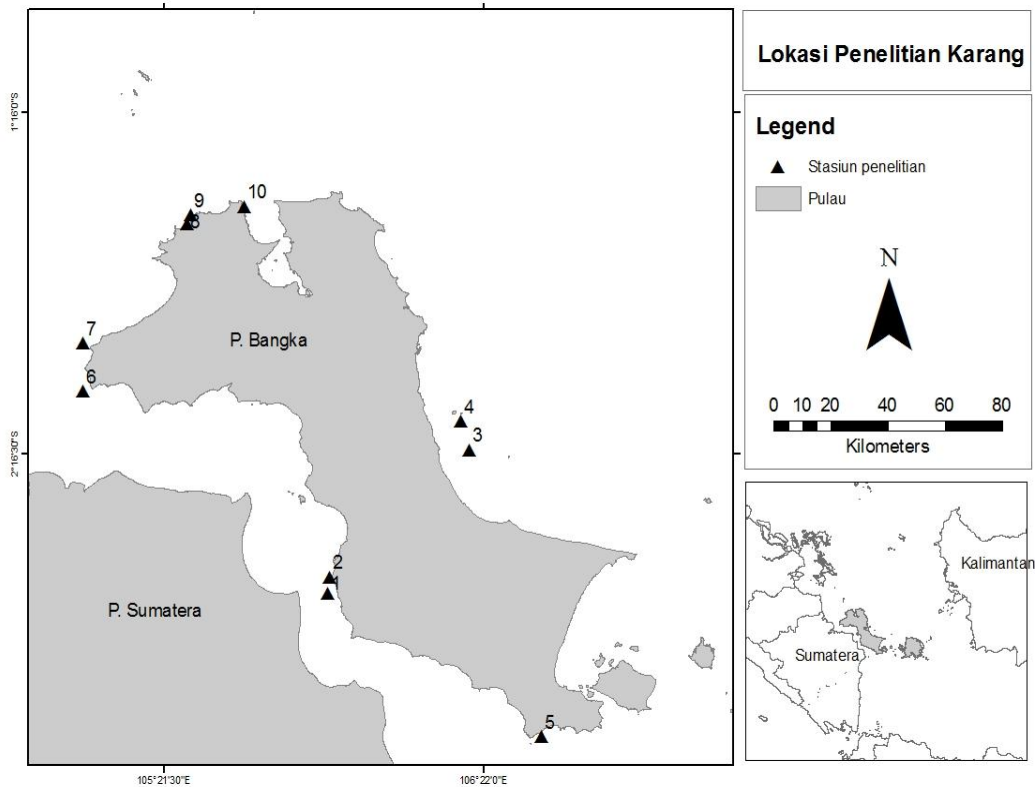 Lokasi Penelitian Karang
Legend
Stasiun penelitian
Pulau
N
0 10 20 40 60 80
Kilometers
1°16'0"S
2°16'30"S
105°21'30"E
106°22'0"E
9
8
10
7
6
P. Bangka
4
3
2
1
P. Sumatera
5
Kalimantan
Sumatera